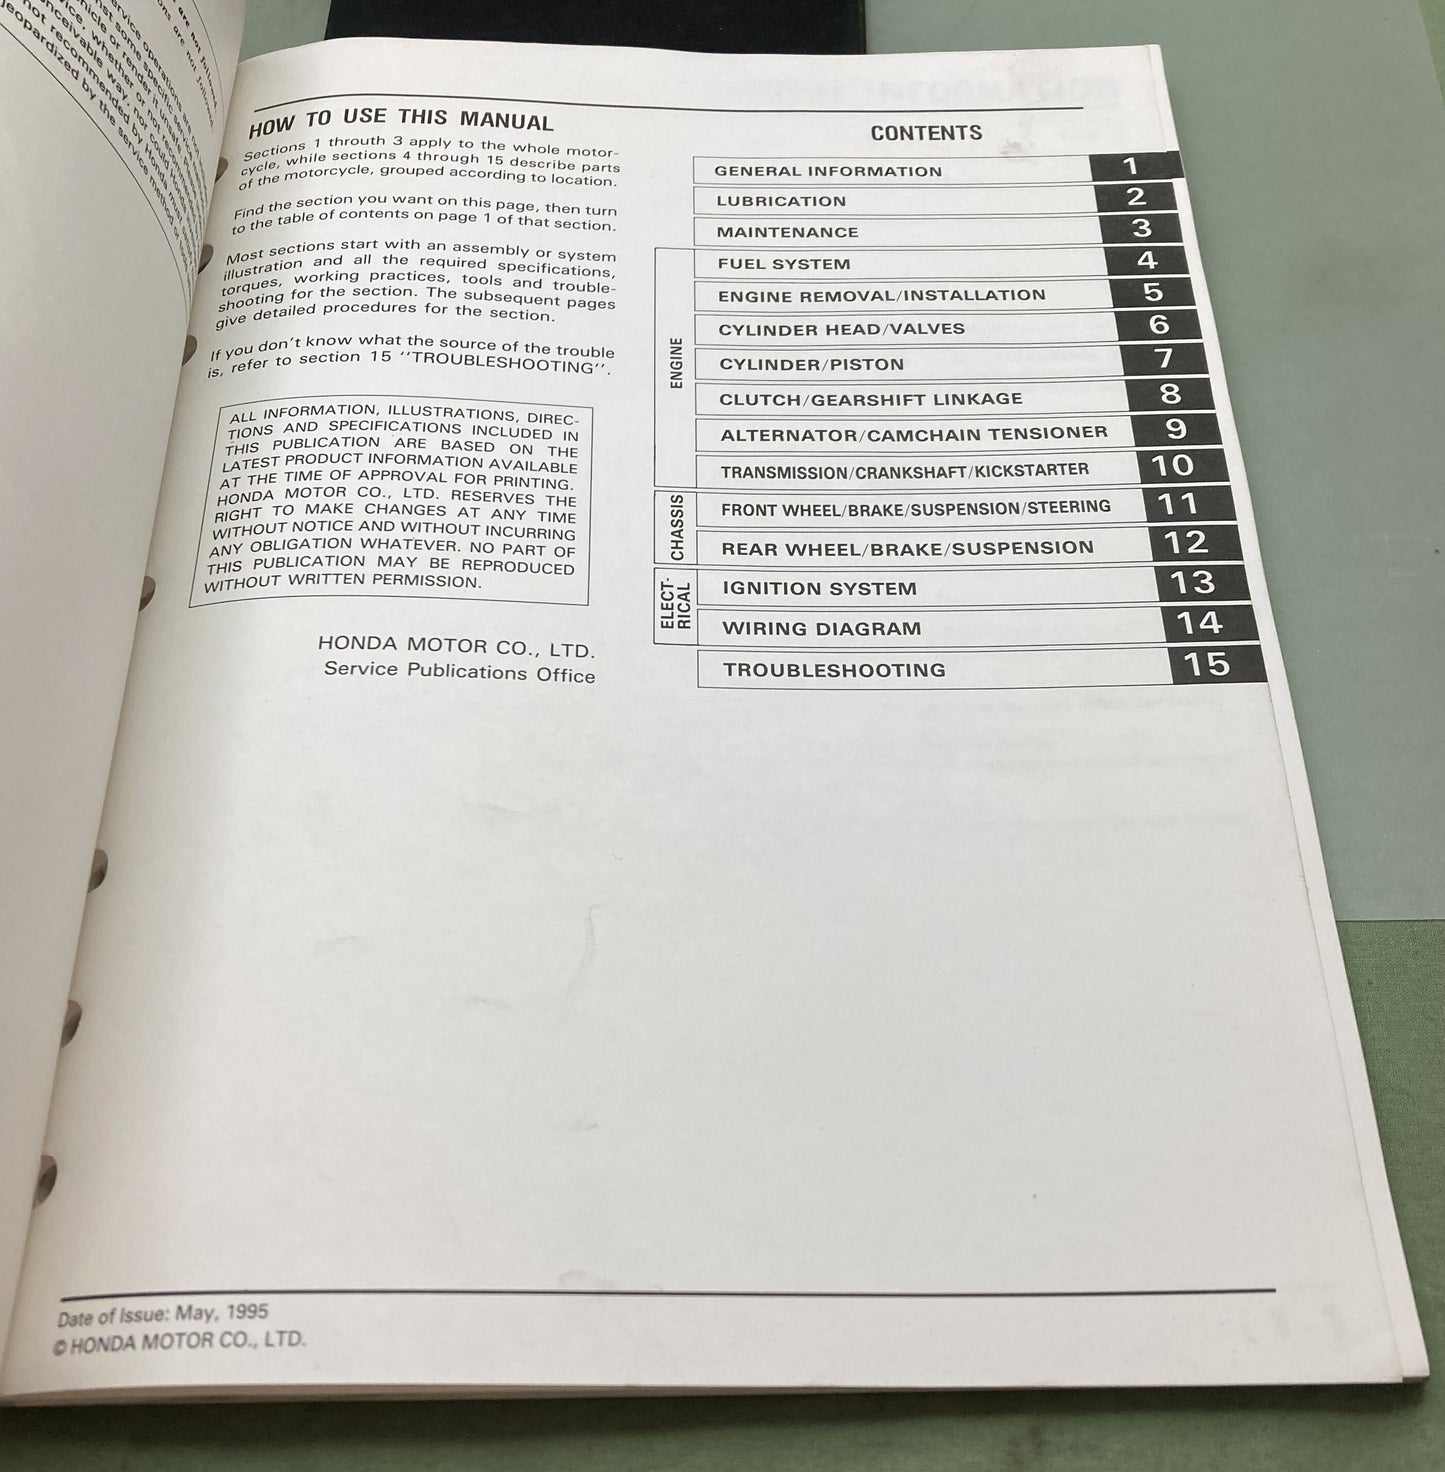 HOW TO USE THIS MANUAL
Sections 1 throuth 3 apply to the whole motor-
cycle, while sections 4 through 15 describe parts
of the motorcycle, grouped according to location.
Find the section you want on this page, then turn
to the table of contents on page 1 of that section.
Most sections start with an assembly or system
illustration and all the required specifications,
torques, working practices, tools and trouble-
shooting for the section. The subsequent pages
give detailed procedures for the section.
If you don't know what the source of the trouble
is, refer to section 15 ''TROUBLESHOOTING''.
ALL INFORMATION, ILLUSTRATIONS, DIREC-
TIONS AND SPECIFICATIONS INCLUDED IN
THIS PUBLICATION ARE BASED ON THE
LATEST PRODUCT INFORMATION AVAILABLE
AT THE TIME OF APPROVAL FOR PRINTING.
HONDA MOTOR CO., LTD. RESERVES THE
RIGHT TO MAKE CHANGES AT ANY TIME
WITHOUT NOTICE AND WITHOUT INCURRING
ANY OBLIGATION WHATEVER. NO PART OF
THIS PUBLICATION MAY BE REPRODUCED
WITHOUT WRITTEN PERMISSION.
HONDA MOTOR CO., LTD.
Service Publications Office
CONTENTS
GENERAL INFORMATION 1
LUBRICATION 2
MAINTENANCE 3
ENGINE
FUEL SYSTEM 4
ENGINE REMOVAL/INSTALLATION 5
CYLINDER HEAD/VALVES 6
CYLINDER/PISTON 7
CLUTCH/GEARSHIFT LINKAGE 8
ALTERNATOR/CAMCHAIN TENSIONER 9
TRANSMISSION/CRANKSHAFT/KICKSTARTER 10
CHASSIS
FRONT WHEEL/BRAKE/SUSPENSION/STEERING 11
REAR WHEEL/BRAKE/SUSPENSION 12
ELECT-
RICAL
IGNITION SYSTEM 13
WIRING DIAGRAM 14
TROUBLESHOOTING 15
Date of Issue: May, 1995
© HONDA MOTOR CO., LTD.